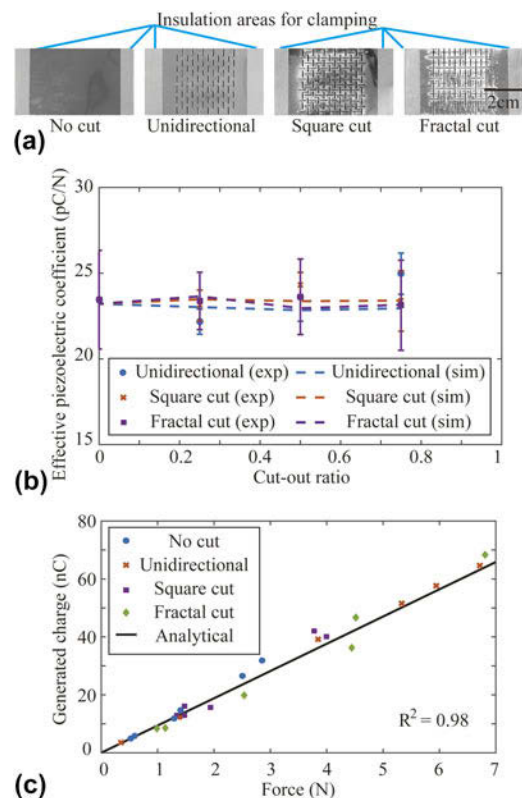 Insulation areas for clamping
No cut Unidirectional Square cut Fractal cut
2cm
(a)
Effective piezoelectric coefficient (pC/N)
30
25
20
15
Unidirectional (exp) Unidirectional (sim)
Square cut (exp) Square cut (sim)
Fractal cut (exp) Fractal cut (sim)
0 0.2 0.4 0.6 0.8 1
Cut-out ratio
(b)
Generated charge (nC)
80
60
40
20
0
No cut
Unidirectional
Square cut
Fractal cut
Analytical
R² = 0.98
0 1 2 3 4 5 6 7
Force (N)
(c)